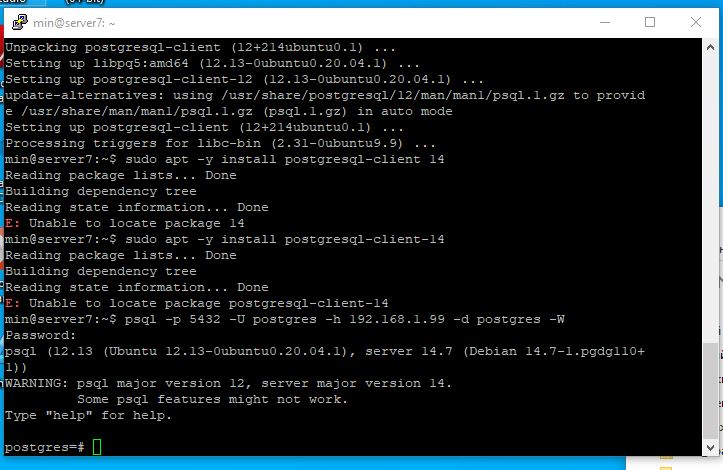 min@server7: ~
Unpacking postgresql-client (12+214ubuntu0.1) ...
Setting up libpq5:amd64 (12.13-0ubuntu0.20.04.1) ...
Setting up postgresql-client-12 (12.13-0ubuntu0.20.04.1) ...
update-alternatives: using /usr/share/postgresql/12/man/man1/psql.1.gz to provid
e /usr/share/man/man1/psql.1.gz (psql.1.gz) in auto mode
Setting up postgresql-client (12+214ubuntu0.1) ...
Processing triggers for libc-bin (2.31-0ubuntu9.9) ...
min@server7:~$ sudo apt -y install postgresql-client 14
Reading package lists... Done
Building dependency tree
Reading state information... Done
E: Unable to locate package 14
min@server7:~$ sudo apt -y install postgresql-client-14
Reading package lists... Done
Building dependency tree
Reading state information... Done
E: Unable to locate package postgresql-client-14
min@server7:~$ psql -p 5432 -U postgres -h 192.168.1.99 -d postgres -W
Password:
psql (12.13 (Ubuntu 12.13-0ubuntu0.20.04.1), server 14.7 (Debian 14.7-1.pgdg110+
1))
WARNING: psql major version 12, server major version 14.
         Some psql features might not work.
Type "help" for help.
postgres=#